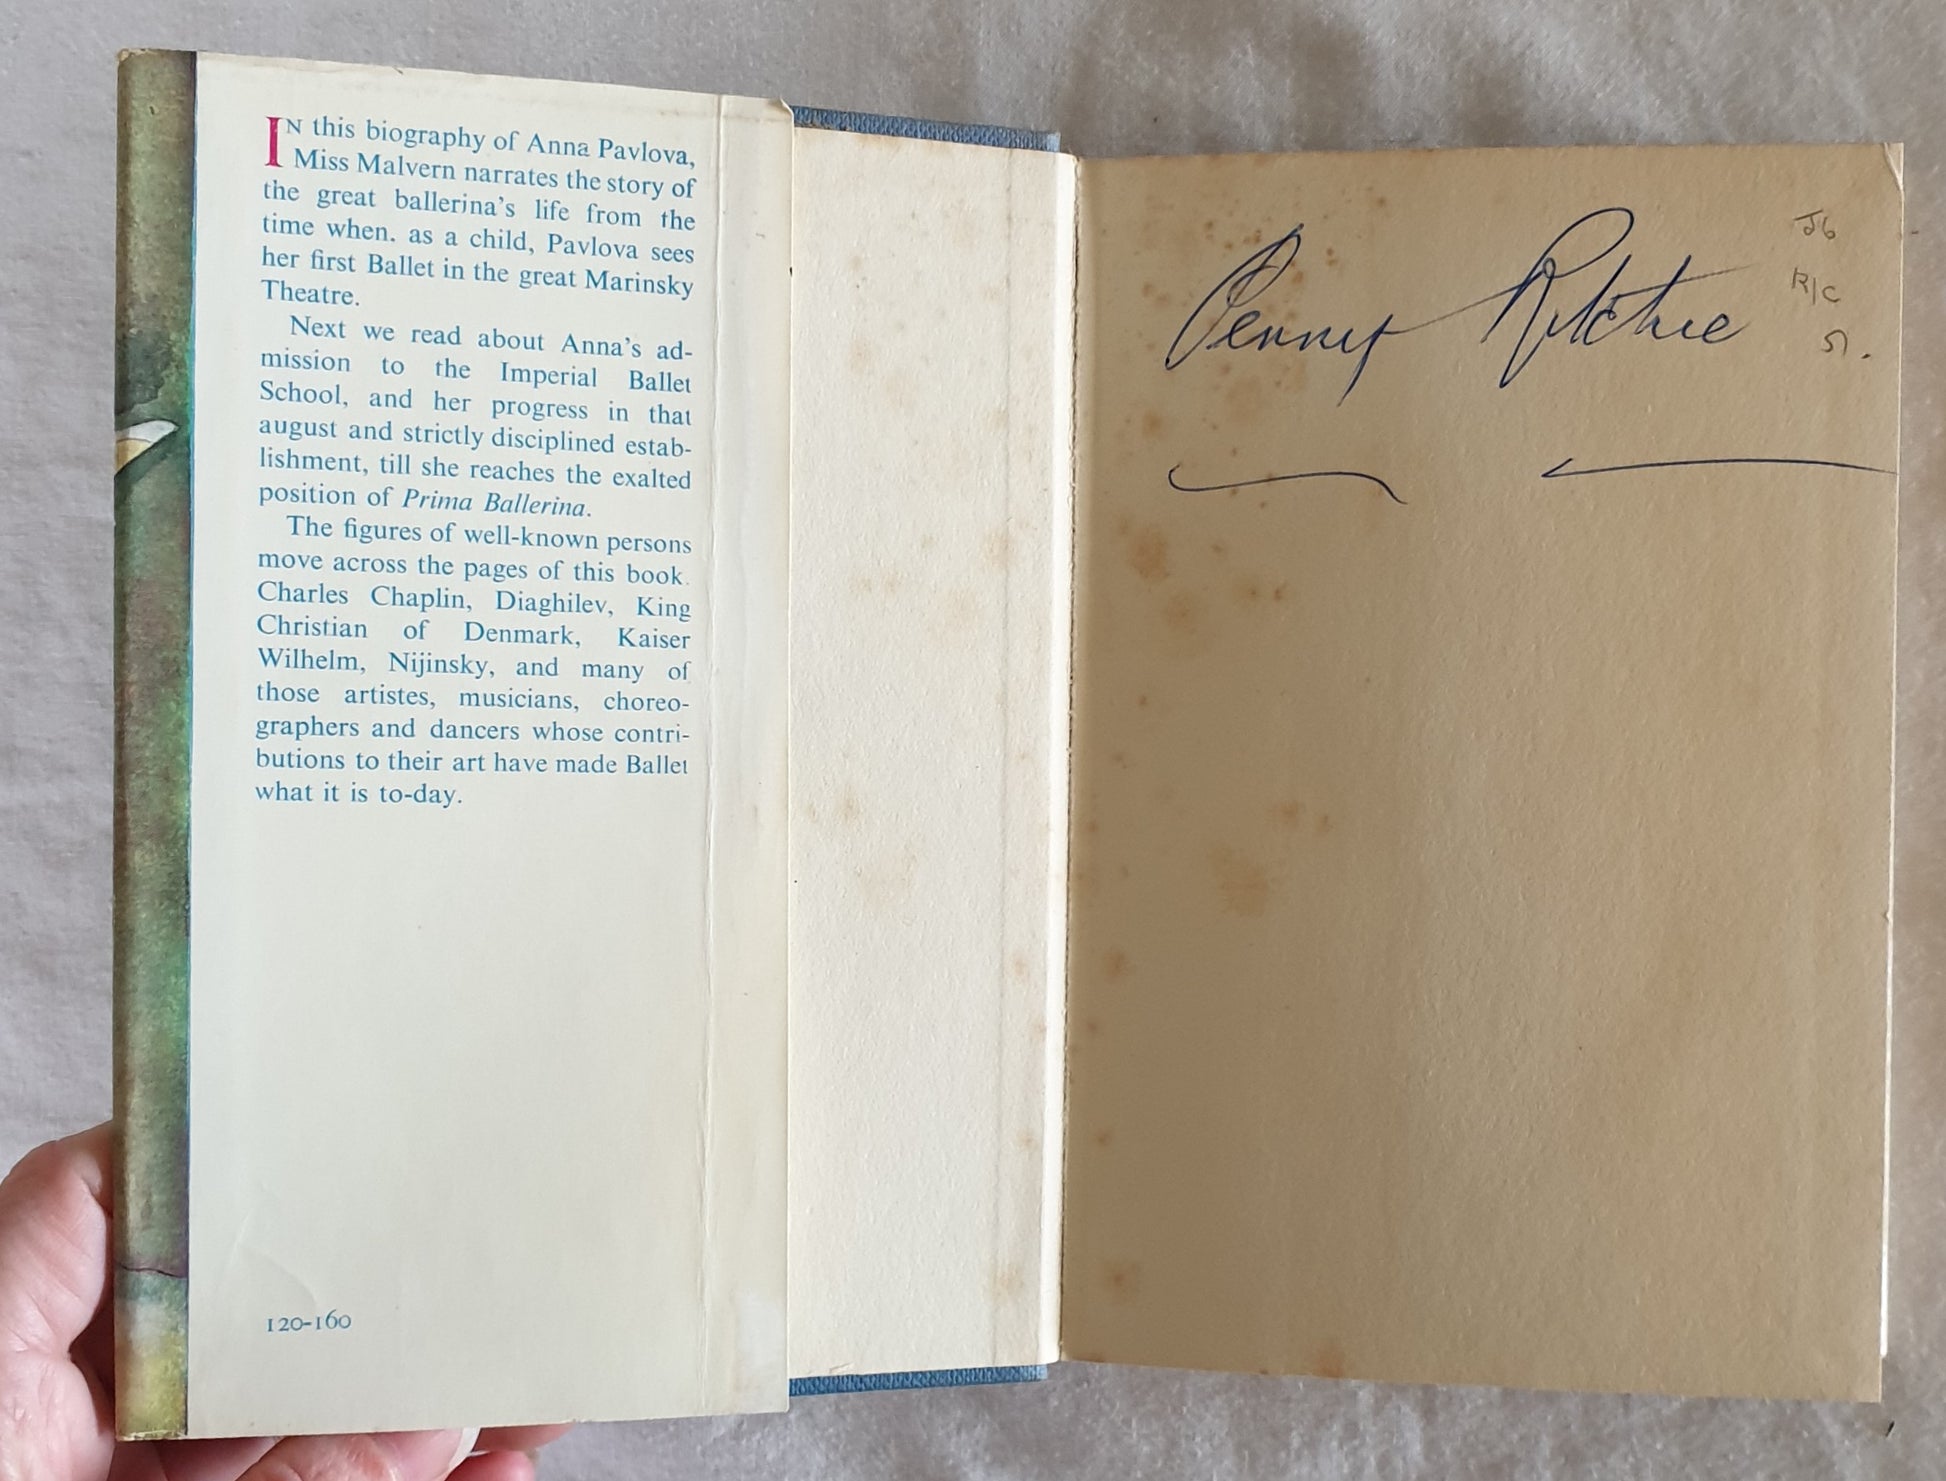 IN this biography of Anna Pavlova,
Miss Malvern narrates the story of
the great ballerina's life from the
time when. as a child, Pavlova sees
her first Ballet in the great Marinsky
Theatre.
Next we read about Anna's ad-
mission to the Imperial Ballet
School, and her progress in that
august and strictly disciplined estab-
lishment, till she reaches the exalted
position of Prima Ballerina.
The figures of well-known persons
move across the pages of this book.
Charles Chaplin, Diaghilev, King
Christian of Denmark, Kaiser
Wilhelm, Nijinsky, and many of
those artistes, musicians, choreo-
graphers and dancers whose contri-
butions to their art have made Ballet
what it is to-day.
120-160
Penny Ritchie
R/C